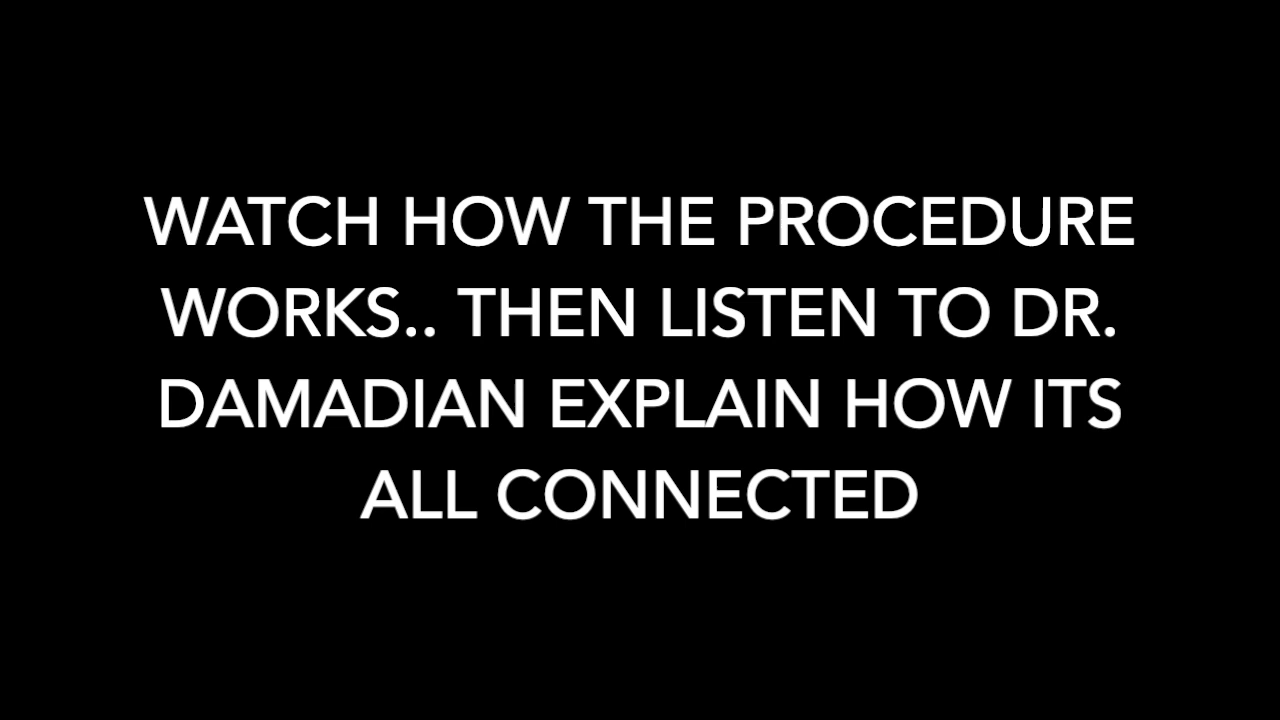 WATCH HOW THE PROCEDURE
WORKS.. THEN LISTEN TO DR.
DAMADIAN EXPLAIN HOW ITS
ALL CONNECTED